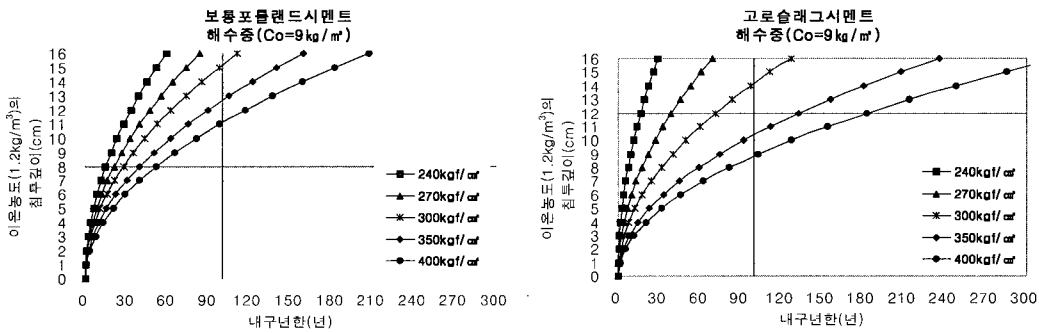 보통포틀랜드시멘트
해수중(Co=9kg/㎥)
이온농도(1.2kg/m³)의
침투깊이(cm)
16
15
14
13
12
11
10
9
8
7
6
5
4
3
2
1
0
240kgf/㎠
270kgf/㎠
300kgf/㎠
350kgf/㎠
400kgf/㎠
0 30 60 90 120 150 180 210 240 270 300
내구년한(년)
고로슬래그시멘트
해수중(Co=9kg/㎥)
이온농도(1.2kg/m³)의
침투깊이(cm)
16
15
14
13
12
11
10
9
8
7
6
5
4
3
2
1
0
240kgf/㎠
270kgf/㎠
300kgf/㎠
350kgf/㎠
400kgf/㎠
0 30 60 90 120 150 180 210 240 270 300
내구년한(년)